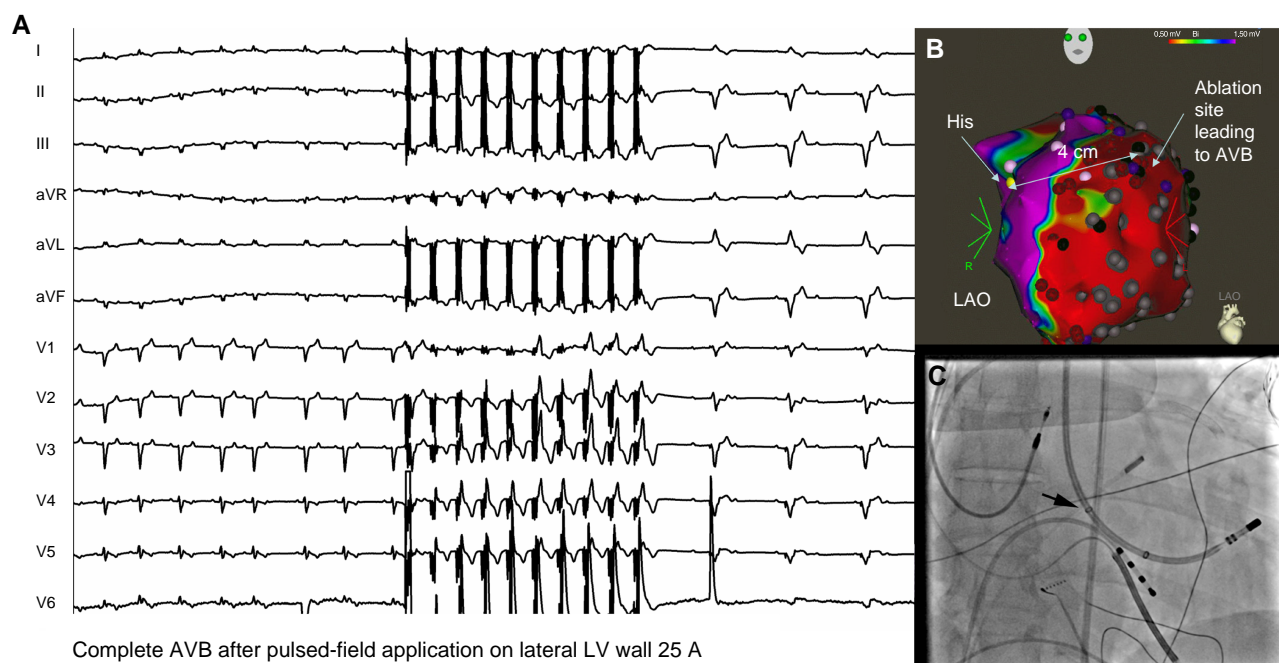 A
I
II
III
aVR
aVL
aVF
V1
V2
V3
V4
V5
V6
Complete AVB after pulsed-field application on lateral LV wall 25 A
B
0.50 mV Bi 1.50 mV
His
4 cm
Ablation
site
leading
to AVB
R
LAO
LAO
C